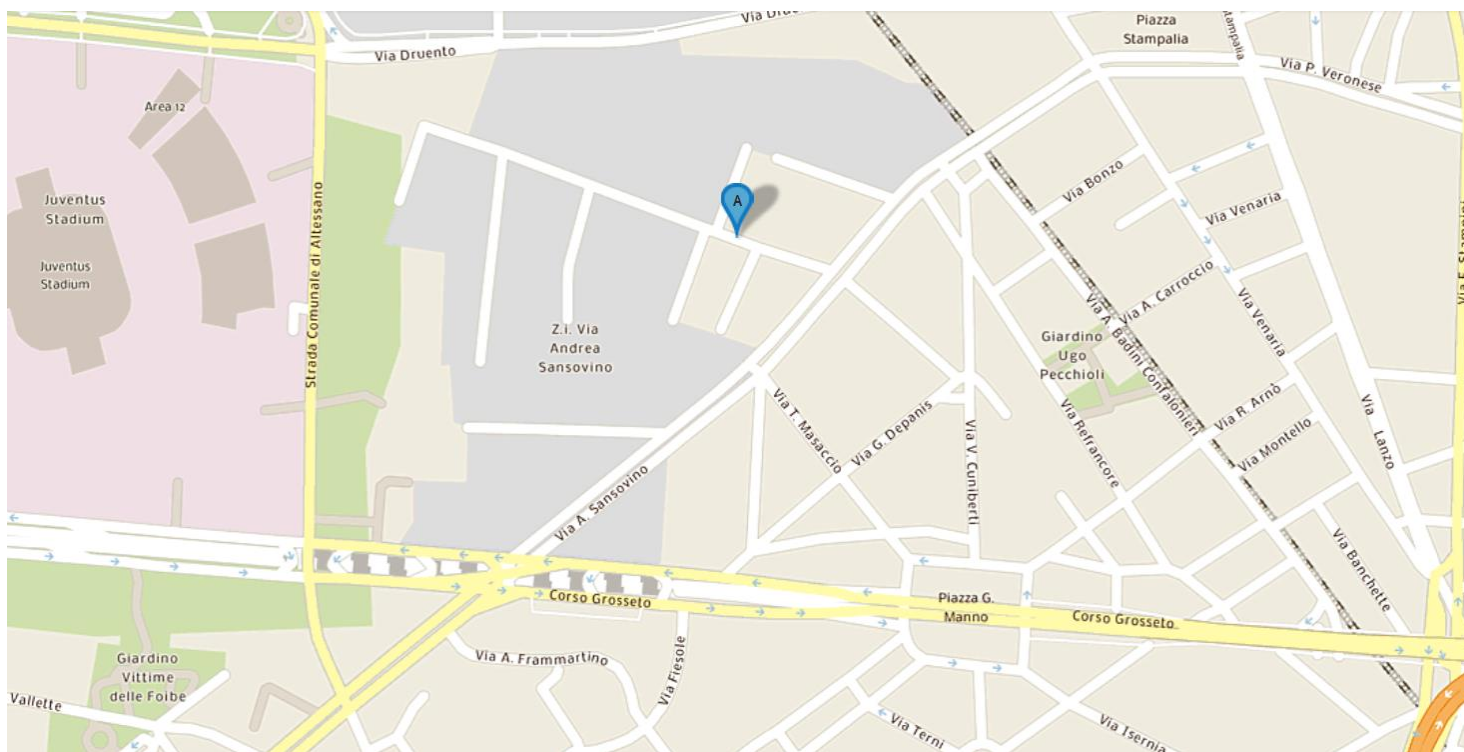 Via Druento
Piazza
Stampalia
Stampalia
Via Druento
Via P. Veronese
Area 12
Juventus
Stadium
Juventus
Stadium
Strada Comunale di Altessano
A
Via Bonzo
Via Venaria
Via A. Carroccio
Via Venaria
Z.i. Via
Andrea
Sansovino
Giardino
Ugo
Pecchioli
Via A. Badini Confalonieri
Via R. Arnò
Via Montello
Via Lanzo
Via T. Masaccio
Via G. Depanis
Via V. Cuniberti
Via Refrancore
Via A. Sansovino
Via Banchette
Corso Grosseto
Piazza G.
Manno
Corso Grosseto
Giardino
Vittime
delle Foibe
Via A. Frammartino
Via Fiesole
Vallette
Via Terni
Via Isernia